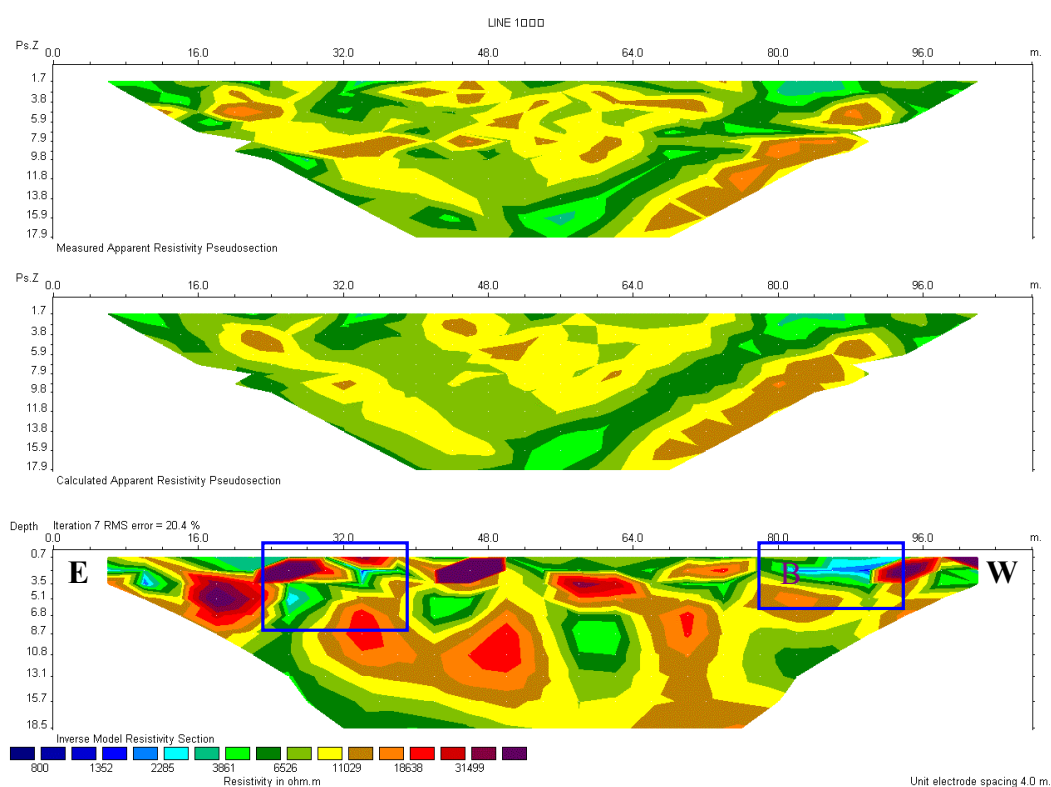 LINE 1□□□
Ps.Z 0.0 16.0 32.0 48.0 64.0 80.0 96.0 m.
1.7
3.8
5.9
7.9
9.8
11.8
13.8
15.9
17.9
Measured Apparent Resistivity Pseudosection
Ps.Z 0.0 16.0 32.0 48.0 64.0 80.0 96.0 m.
1.7
3.8
5.9
7.9
9.8
11.8
13.8
15.9
17.9
Calculated Apparent Resistivity Pseudosection
Depth Iteration 7 RMS error = 20.4 %
0.0 16.0 32.0 48.0 64.0 80.0 96.0 m.
0.7
E B W
3.5
6.8
8.7
10.8
13.1
15.7
18.5
Inverse Model Resistivity Section
800 1352 2285 3861 6526 11029 18638 31499
Resistivity in ohm.m
Unit electrode spacing 4.0 m.